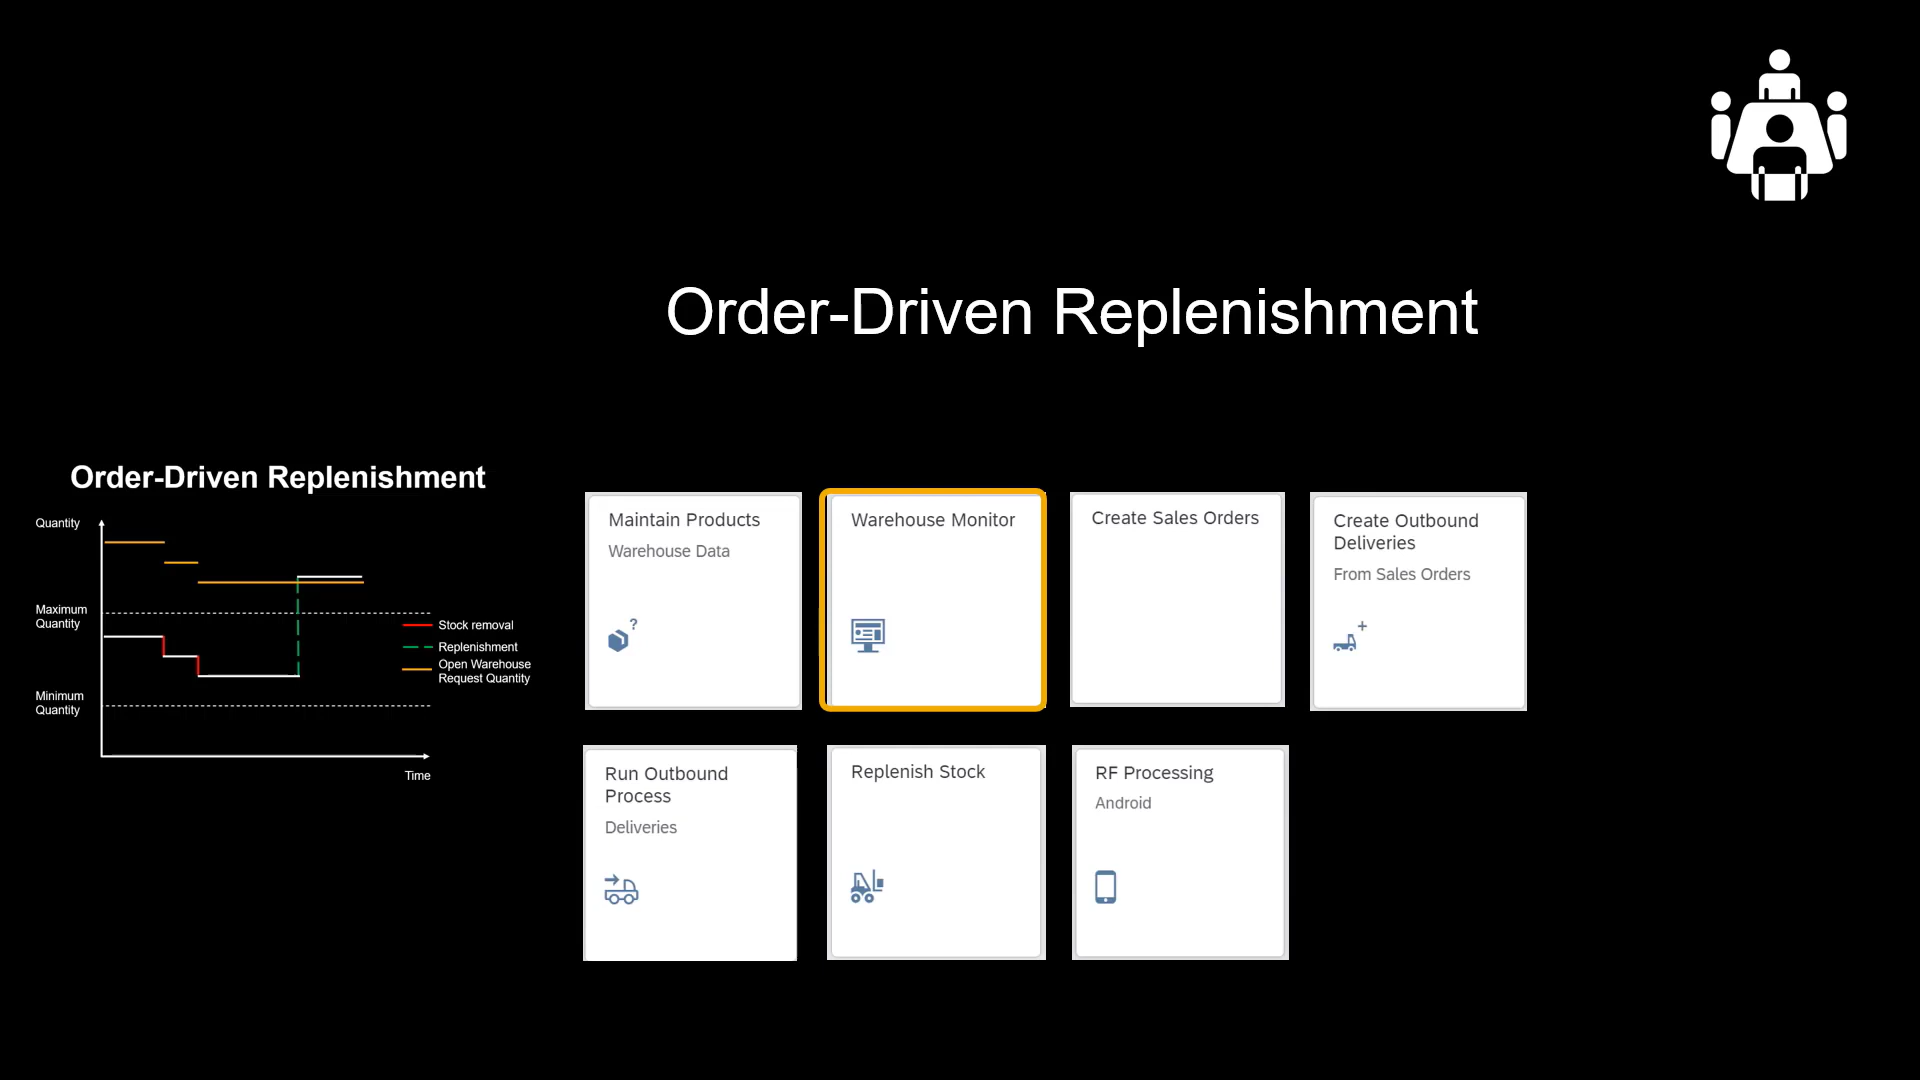 Order-Driven Replenishment
Order-Driven Replenishment
Quantity
Maximum
Quantity
Minimum
Quantity
Time
Stock removal
Replenishment
Open Warehouse
Request Quantity
Maintain Products
Warehouse Data
?
Warehouse Monitor
Create Sales Orders
Create Outbound
Deliveries
From Sales Orders
Run Outbound
Process
Deliveries
Replenish Stock
RF Processing
Android